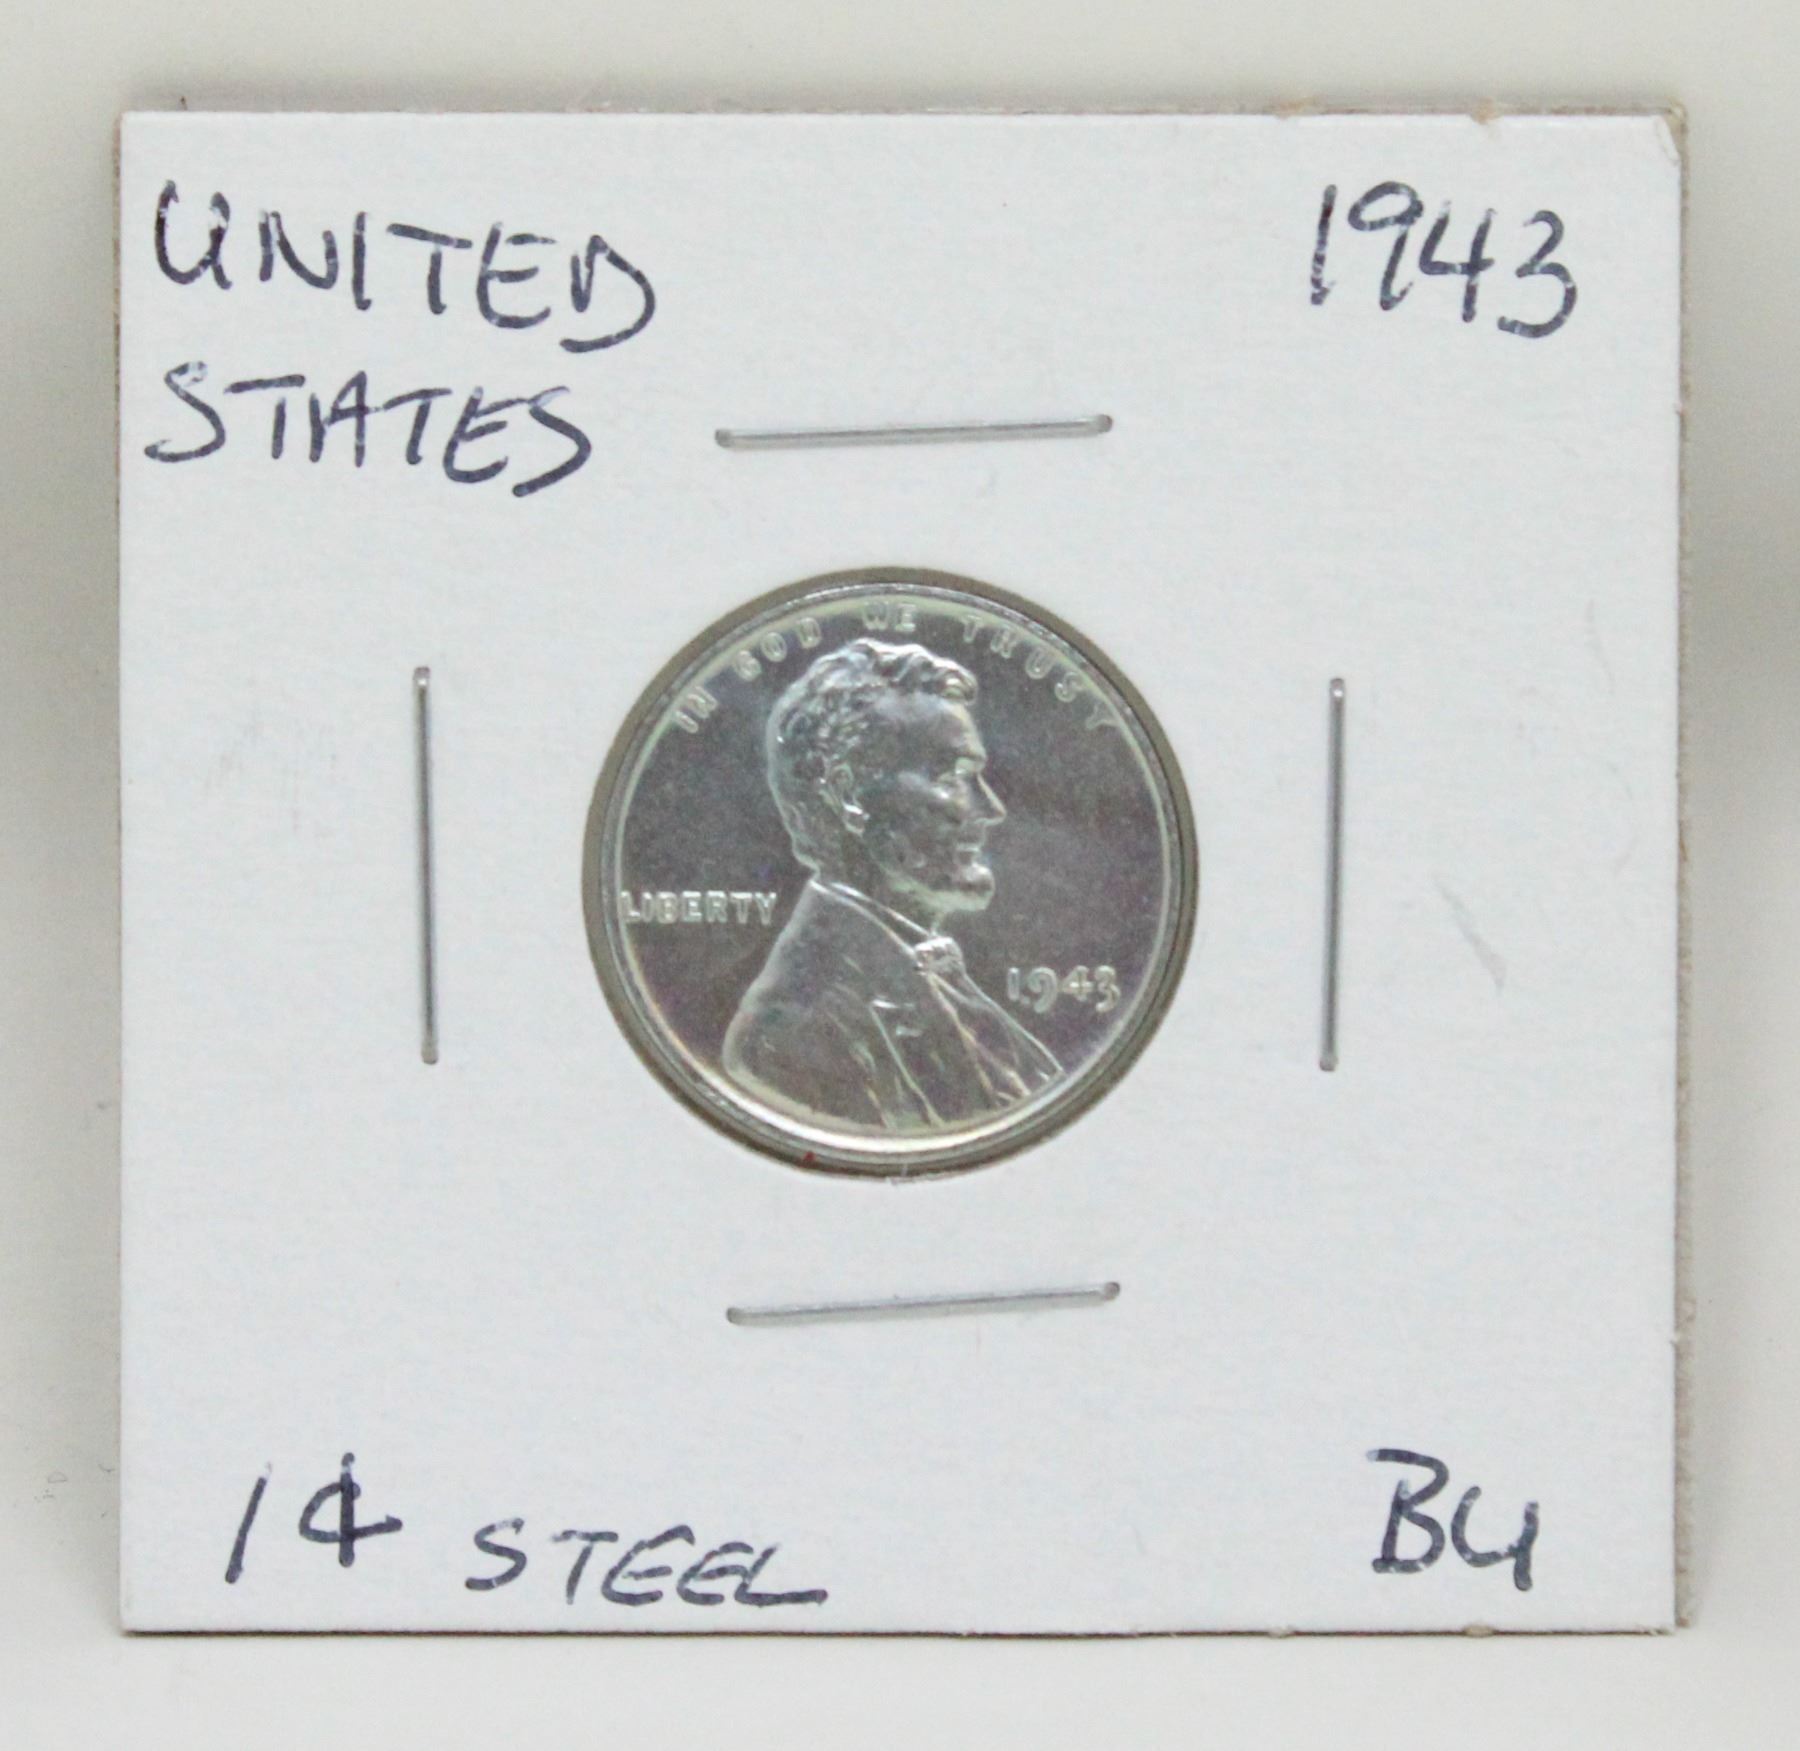 UNITED
STATES
1943
IN GOD WE TRUST
LIBERTY
1943
1¢ STEEL
BU